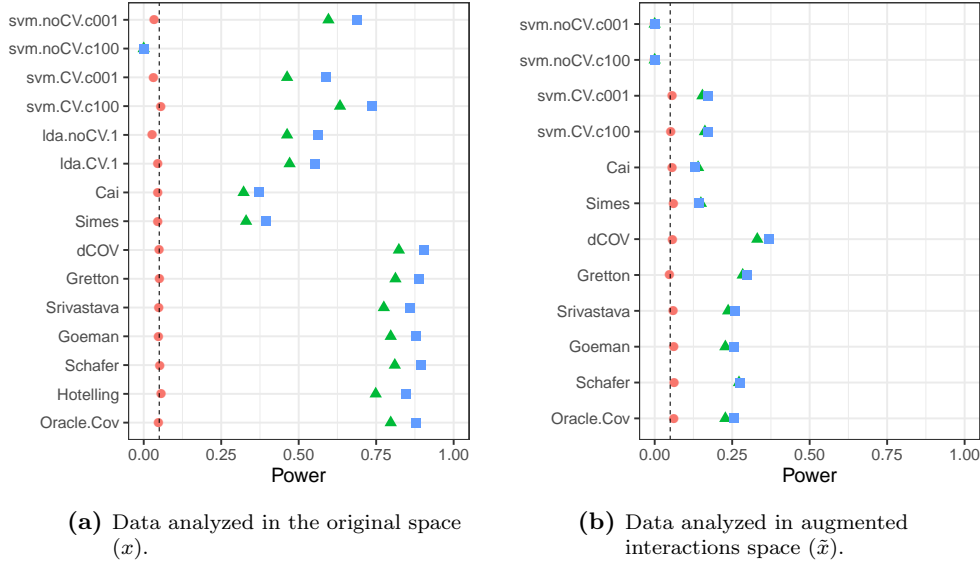 svm.noCV.c001
svm.noCV.c100
svm.CV.c001
svm.CV.c100
lda.noCV.1
lda.CV.1
Cai
Simes
dCOV
Gretton
Srivastava
Goeman
Schafer
Hotelling
Oracle.Cov
0.00 0.25 0.50 0.75 1.00
Power
(a) Data analyzed in the original space
(x).
svm.noCV.c001
svm.noCV.c100
svm.CV.c001
svm.CV.c100
Cai
Simes
dCOV
Gretton
Srivastava
Goeman
Schafer
Oracle.Cov
0.00 0.25 0.50 0.75 1.00
Power
(b) Data analyzed in augmented
interactions space (x̃).